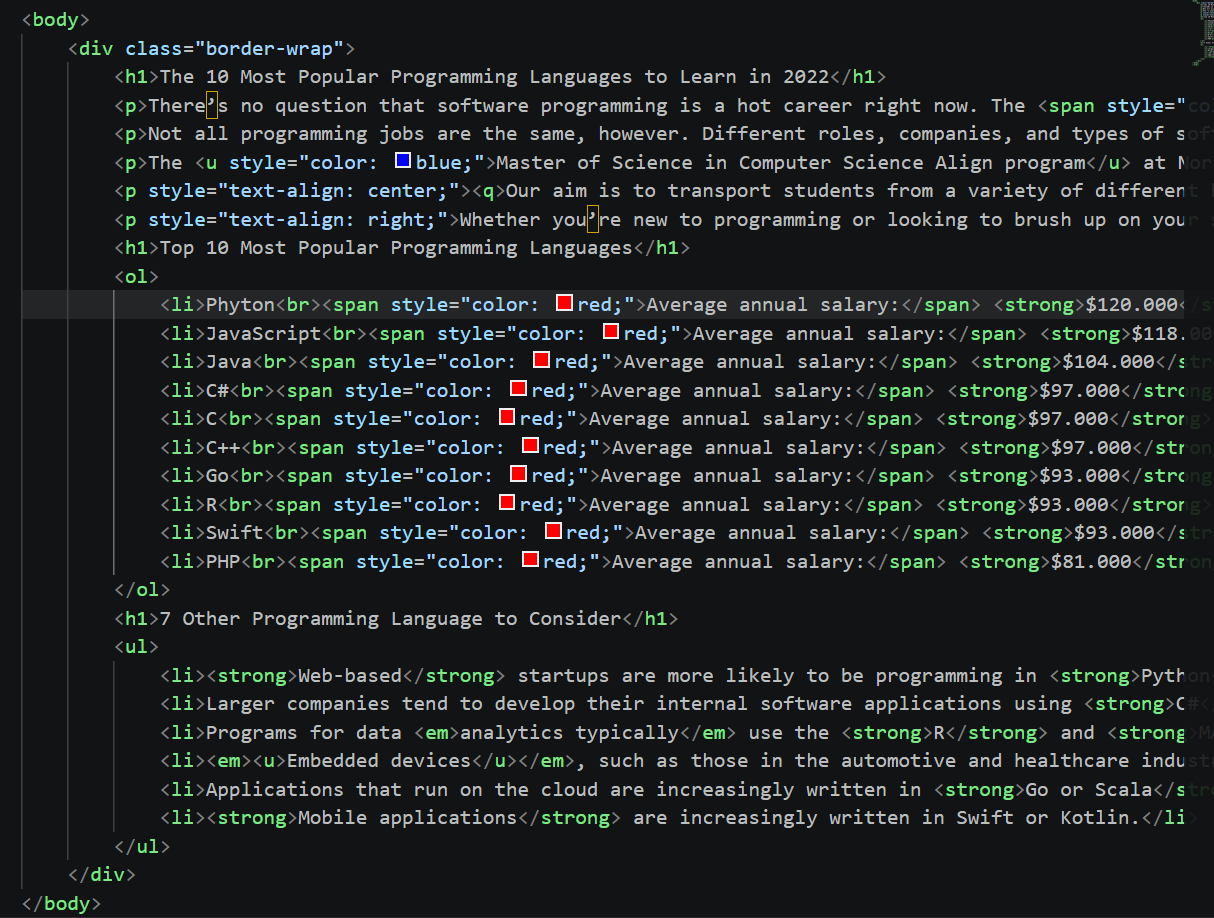 <body>
<div class="border-wrap">
<h1>The 10 Most Popular Programming Languages to Learn in 2022</h1>
<p>There’s no question that software programming is a hot career right now. The <span style="co
<p>Not all programming jobs are the same, however. Different roles, companies, and types of sof
<p>The <u style="color: blue;">Master of Science in Computer Science Align program</u> at Nor
<p style="text-align: center;"><q>Our aim is to transport students from a variety of different
<p style="text-align: right;">Whether you’re new to programming or looking to brush up on your
<h1>Top 10 Most Popular Programming Languages</h1>
<ol>
<li>Phyton<br><span style="color: red;">Average annual salary:</span> <strong>$120.000</s
<li>JavaScript<br><span style="color: red;">Average annual salary:</span> <strong>$118.00
<li>Java<br><span style="color: red;">Average annual salary:</span> <strong>$104.000</str
<li>C#<br><span style="color: red;">Average annual salary:</span> <strong>$97.000</stro
<li>C<br><span style="color: red;">Average annual salary:</span> <strong>$97.000</strong>
<li>C++<br><span style="color: red;">Average annual salary:</span> <strong>$97.000</stron
<li>Go<br><span style="color: red;">Average annual salary:</span> <strong>$93.000</strong
<li>R<br><span style="color: red;">Average annual salary:</span> <strong>$93.000</strong>
<li>Swift<br><span style="color: red;">Average annual salary:</span> <strong>$93.000</st
<li>PHP<br><span style="color: red;">Average annual salary:</span> <strong>$81.000</stron
</ol>
<h1>7 Other Programming Language to Consider</h1>
<ul>
<li><strong>Web-based</strong> startups are more likely to be programming in <strong>Python
<li>Larger companies tend to develop their internal software applications using <strong>C#<
<li>Programs for data <em>analytics typically</em> use the <strong>R</strong> and <strong>MA
<li><em><u>Embedded devices</u></em>, such as those in the automotive and healthcare indust
<li>Applications that run on the cloud are increasingly written in <strong>Go or Scala</stro
<li><strong>Mobile applications</strong> are increasingly written in Swift or Kotlin.</li>
</ul>
</div>
</body>